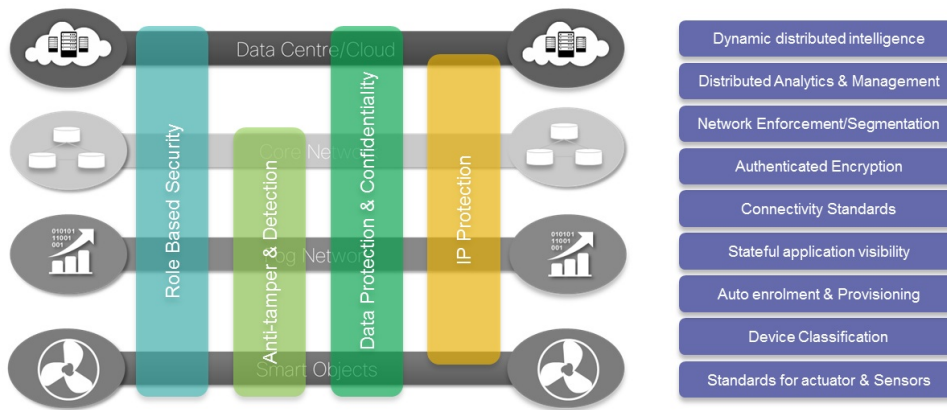 Data Centre/Cloud
Core Network
Fog Network
Smart Objects
Role Based Security
Anti-tamper & Detection
Data Protection & Confidentiality
IP Protection
010101
11001
001
010101
11001
001
Dynamic distributed intelligence
Distributed Analytics & Management
Network Enforcement/Segmentation
Authenticated Encryption
Connectivity Standards
Stateful application visibility
Auto enrolment & Provisioning
Device Classification
Standards for actuator & Sensors